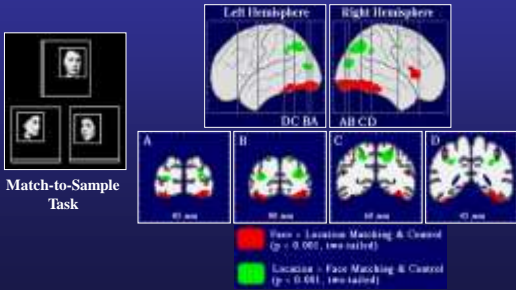 Left Hemisphere
Right Hemisphere
DC BA
AB CD
A
B
C
D
Match-to-Sample
Task
Face > Location Matching & Control
(p < 0.001, two-tailed)
Location > Face Matching & Control
(p < 0.001, two-tailed)